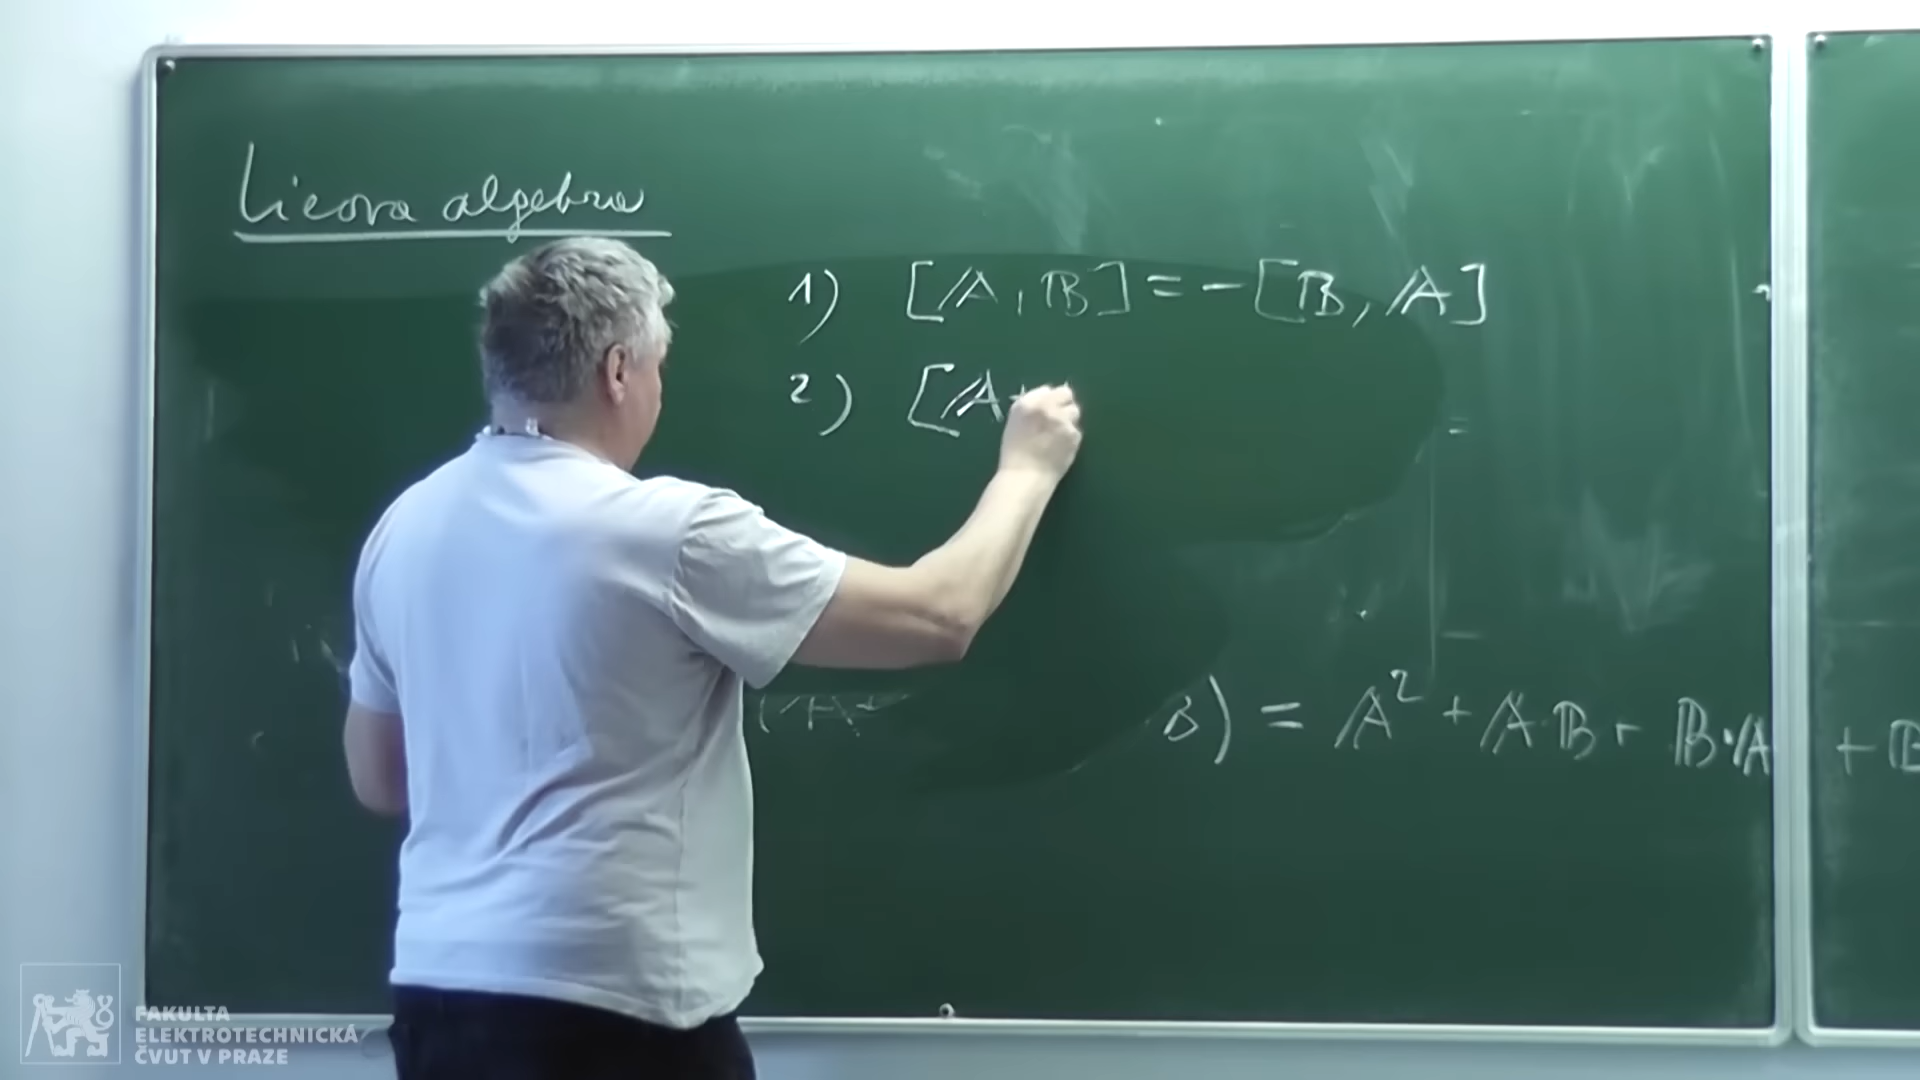 Lieova algebra
1) [𝔸, 𝔹] = -[𝔹, 𝔸]
2) [𝔸+
=
(𝔸+ B) = 𝔸² + 𝔸·𝔹 + 𝔹·𝔸 +
FAKULTA
ELEKTROTECHNICKÁ
ČVUT V PRAZE